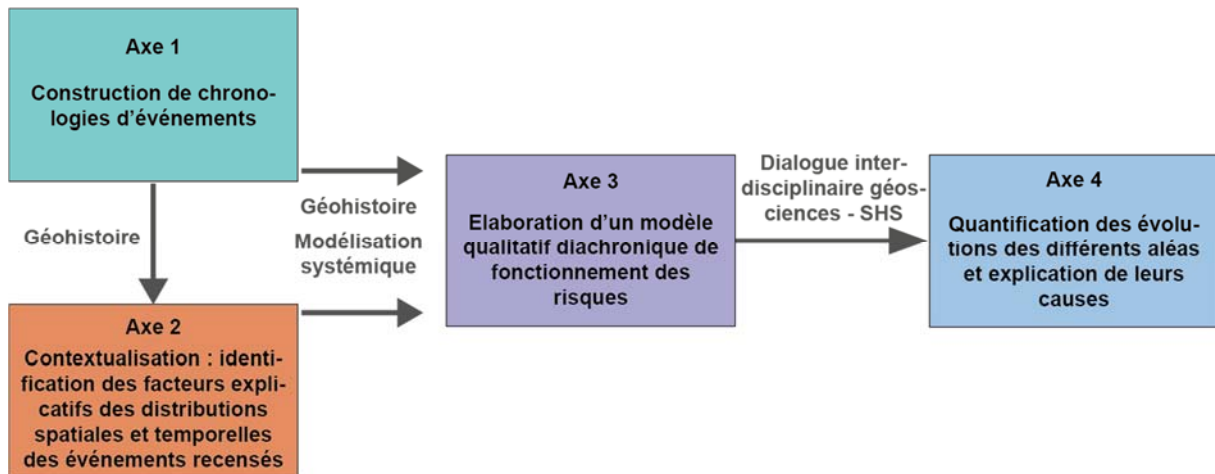 Axe 1
Construction de chrono-
logies d'événements
Géohistoire
Axe 2
Contextualisation : identi-
fication des facteurs expli-
catifs des distributions
spatiales et temporelles
des événements recensés
Géohistoire
Modélisation
systémique
Axe 3
Elaboration d'un modèle
qualitatif diachronique de
fonctionnement des
risques
Dialogue inter-
disciplinaire géos-
ciences - SHS
Axe 4
Quantification des évolu-
tions des différents aléas
et explication de leurs
causes